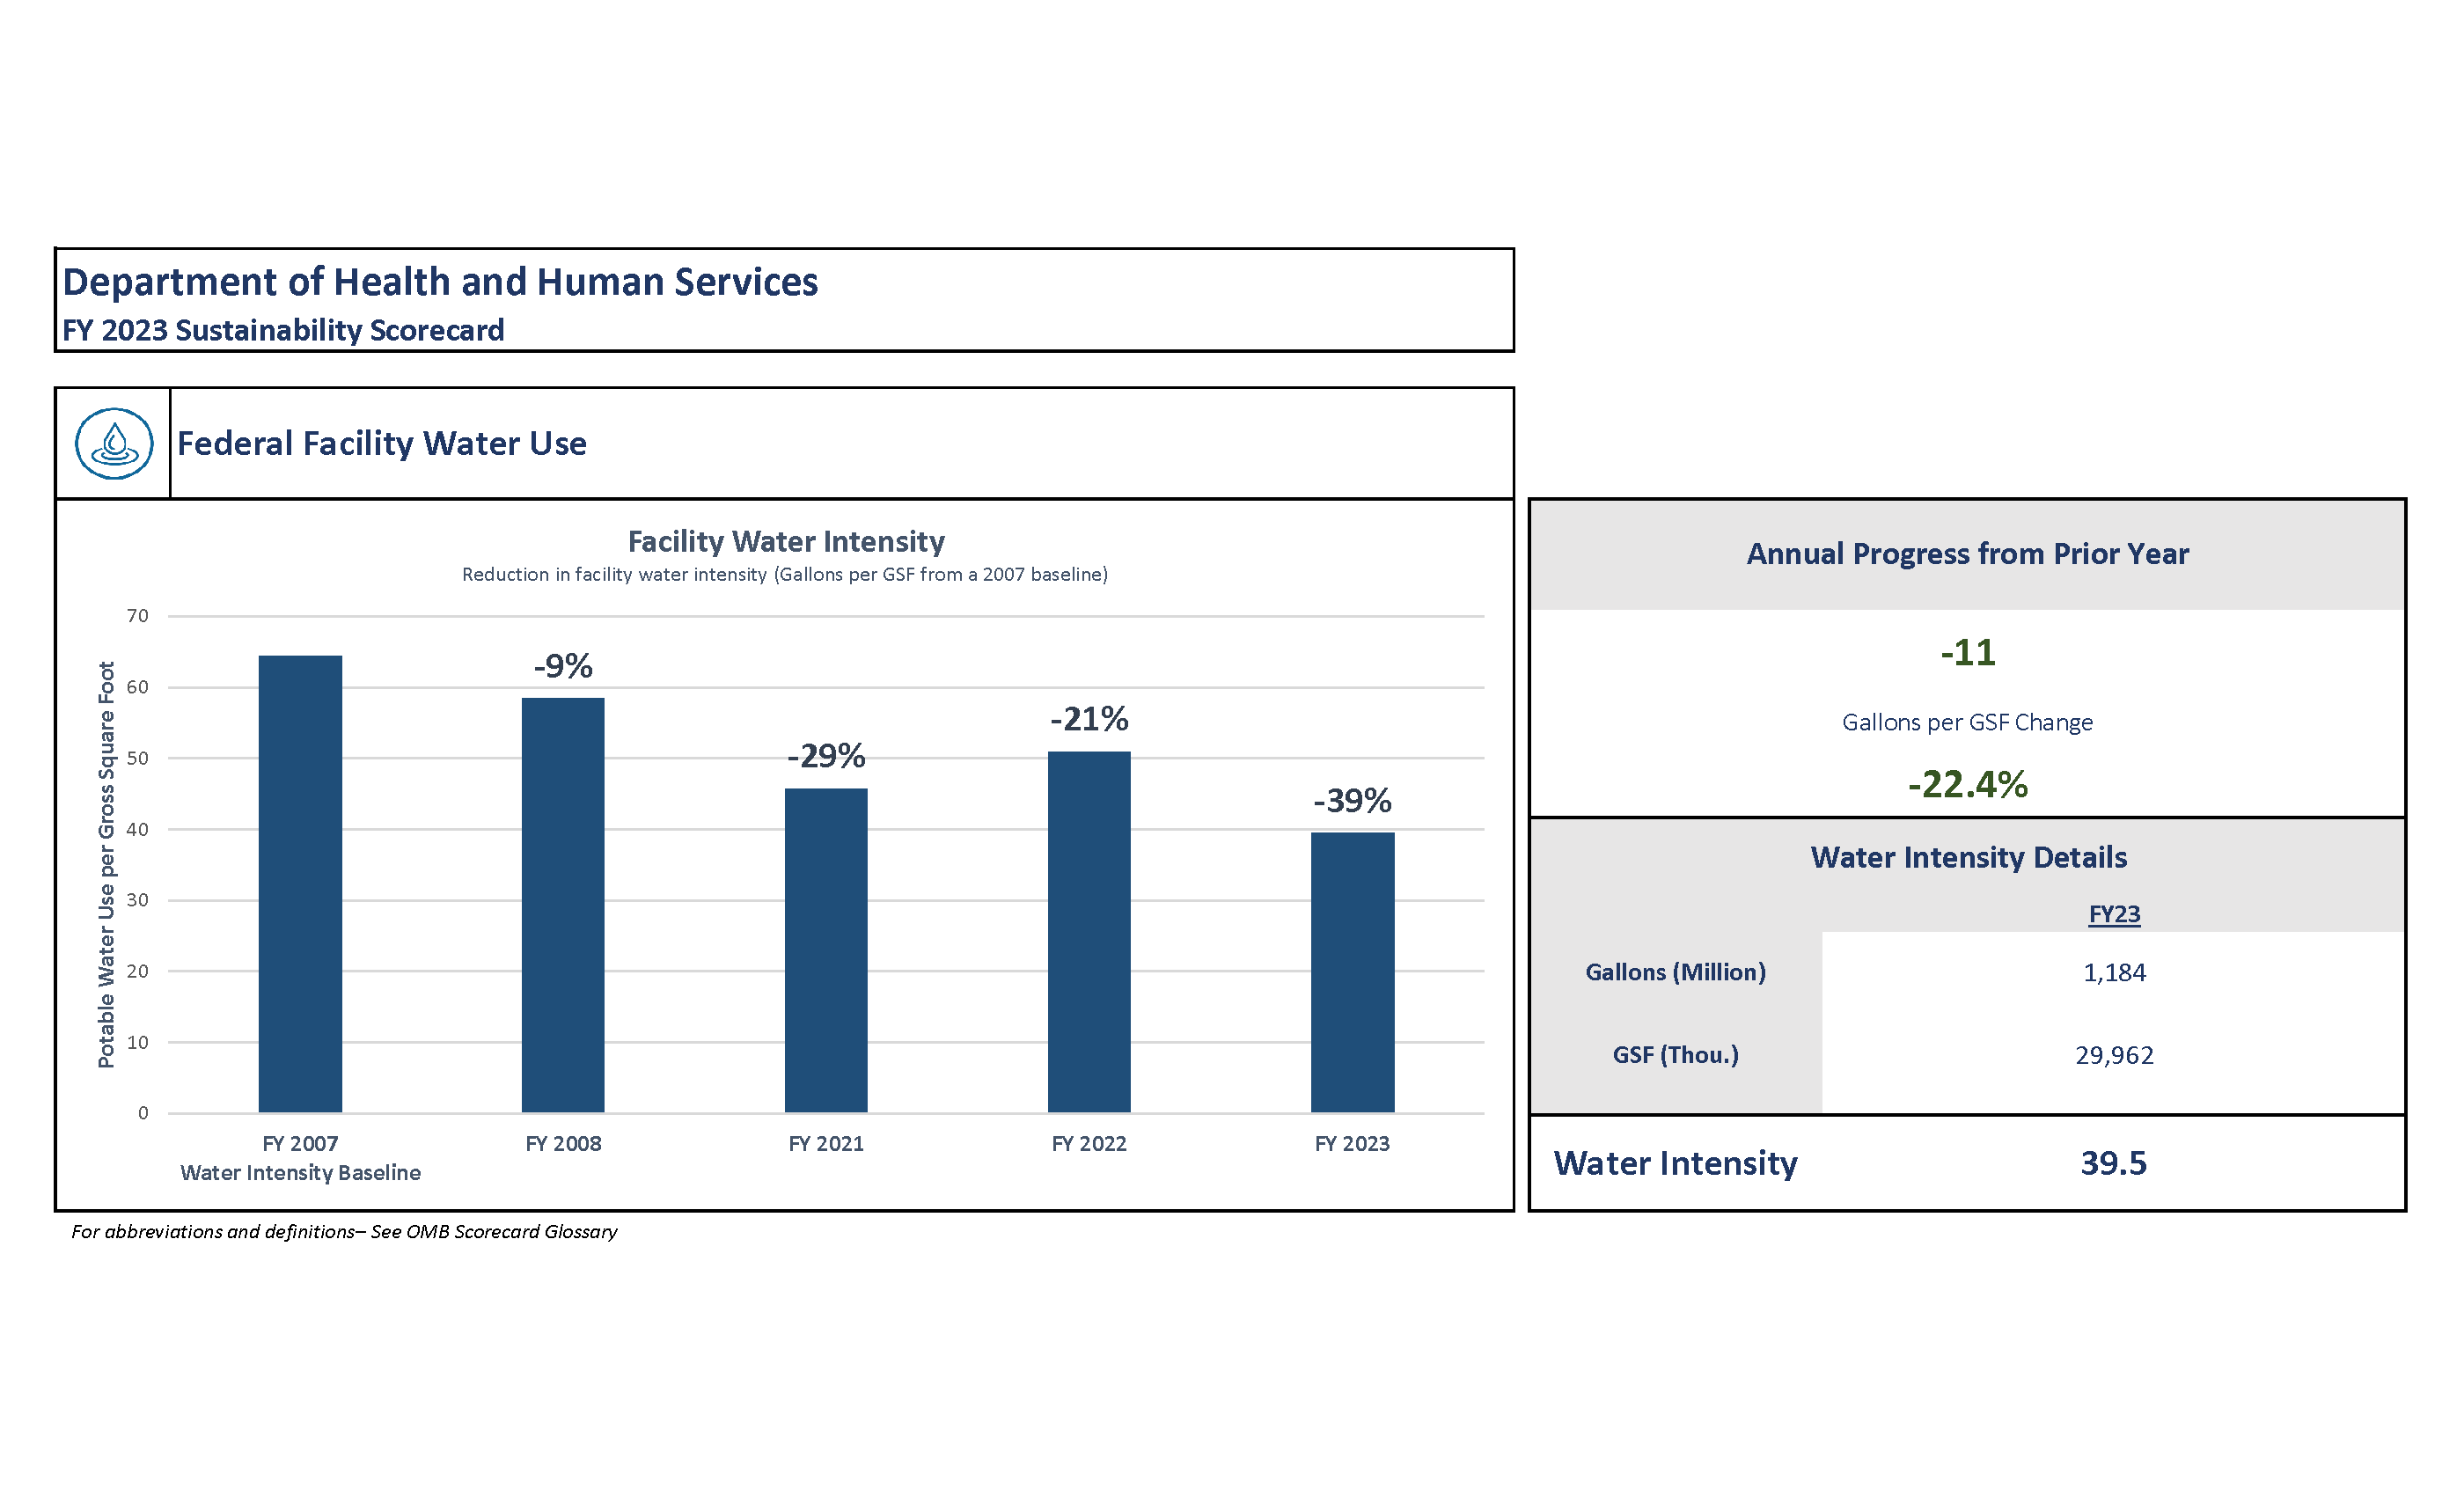 Department of Health and Human Services
FY 2023 Sustainability Scorecard
Federal Facility Water Use
Facility Water Intensity
Reduction in facility water intensity (Gallons per GSF from a 2007 baseline)
Potable Water Use per Gross Square Foot
70
60
50
40
30
20
10
0
-9%
-29%
-21%
-39%
FY 2007
Water Intensity Baseline
FY 2008
FY 2021
FY 2022
FY 2023
For abbreviations and definitions– See OMB Scorecard Glossary
Annual Progress from Prior Year
-11
Gallons per GSF Change
-22.4%
Water Intensity Details
FY23
Gallons (Million) 1,184
GSF (Thou.) 29,962
Water Intensity 39.5